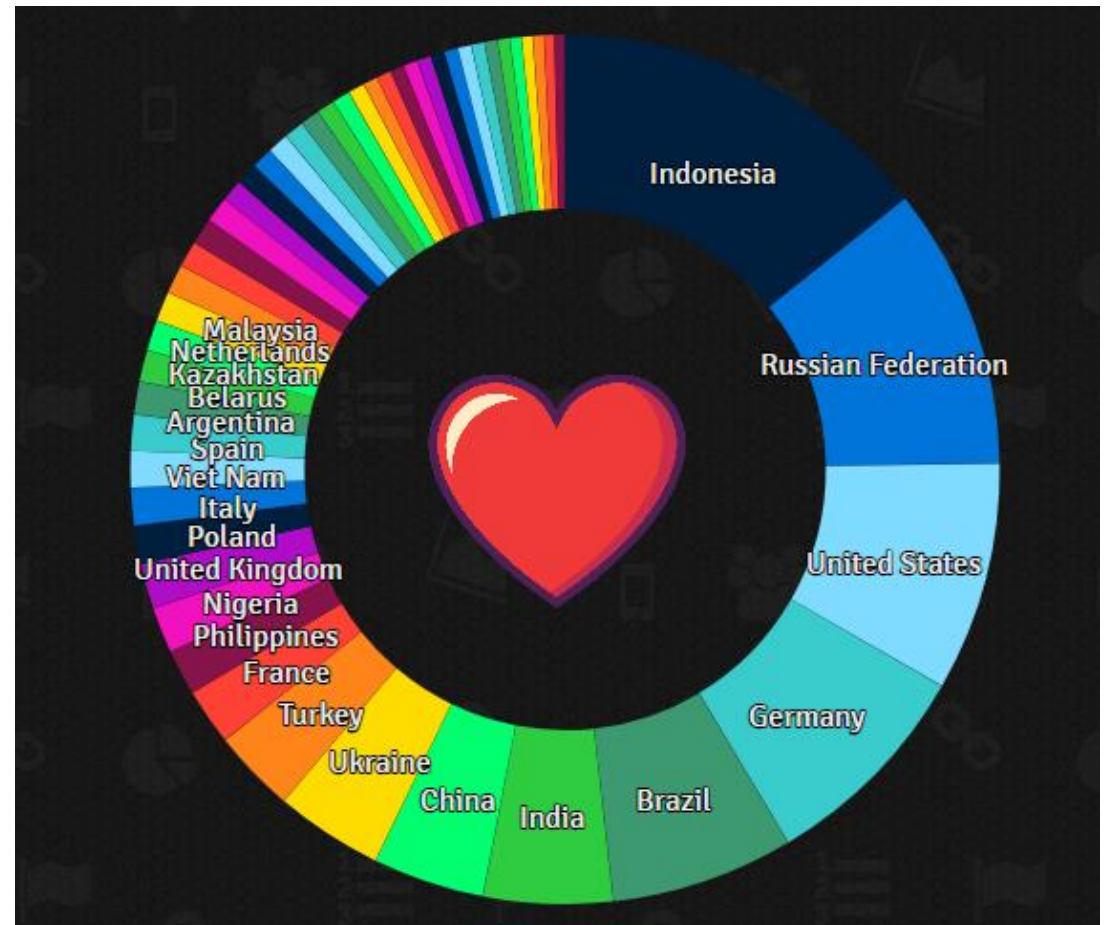 Indonesia
Russian Federation
United States
Germany
Brazil
India
China
Ukraine
Turkey
France
Philippines
Nigeria
United Kingdom
Poland
Italy
Viet Nam
Spain
Argentina
Belarus
Kazakhstan
Netherlands
Malaysia